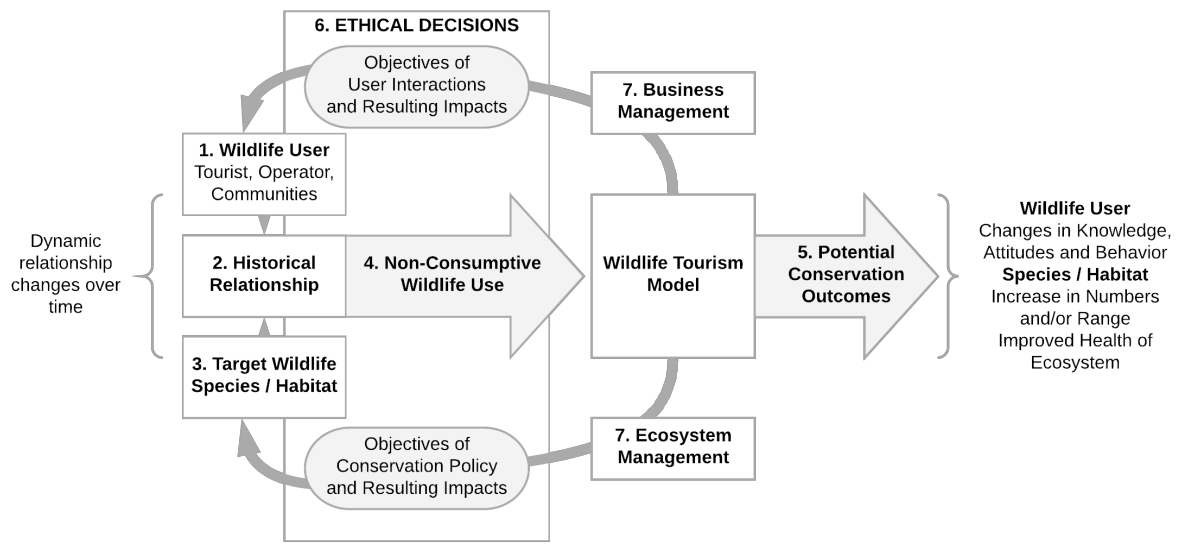 6. ETHICAL DECISIONS
Objectives of
User Interactions
and Resulting Impacts
7. Business
Management
1. Wildlife User
Tourist, Operator,
Communities
Dynamic
relationship
changes over
time
2. Historical
Relationship
4. Non-Consumptive
Wildlife Use
Wildlife Tourism
Model
5. Potential
Conservation
Outcomes
Wildlife User
Changes in Knowledge,
Attitudes and Behavior
Species / Habitat
Increase in Numbers
and/or Range
Improved Health of
Ecosystem
3. Target Wildlife
Species / Habitat
Objectives of
Conservation Policy
and Resulting Impacts
7. Ecosystem
Management